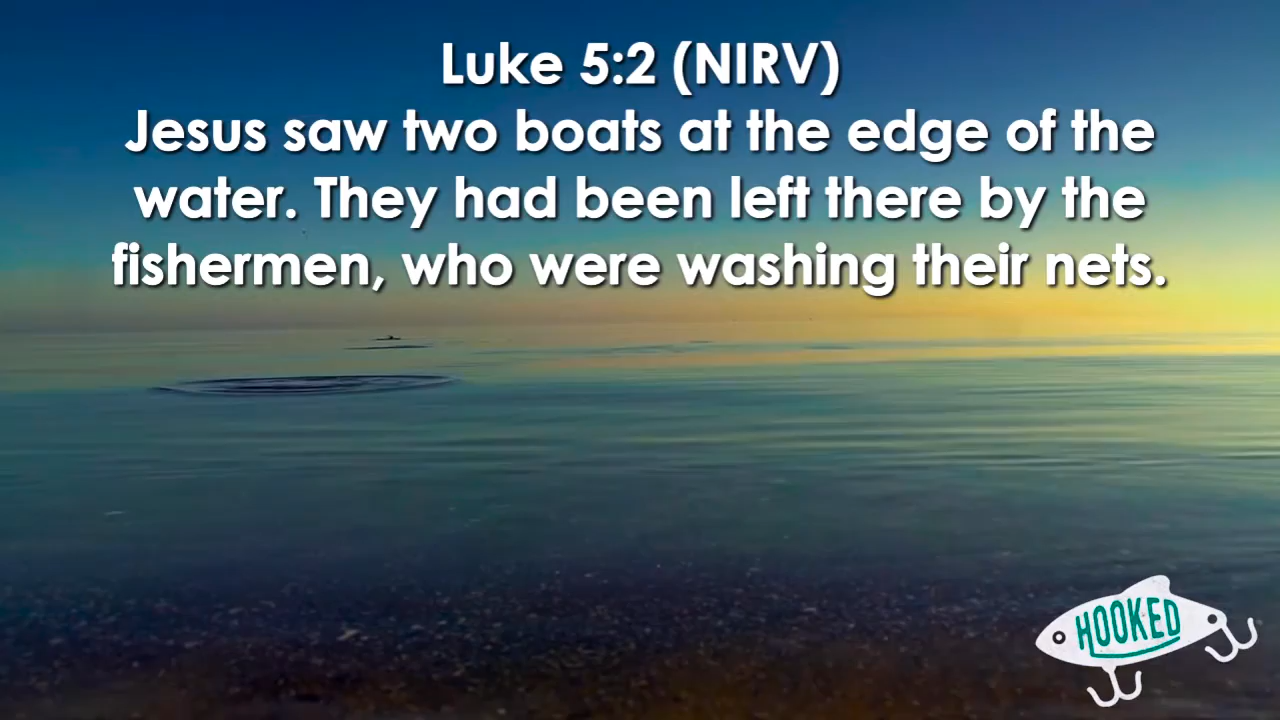 Luke 5:2 (NIRV)
Jesus saw two boats at the edge of the
water. They had been left there by the
fishermen, who were washing their nets.
HOOKED